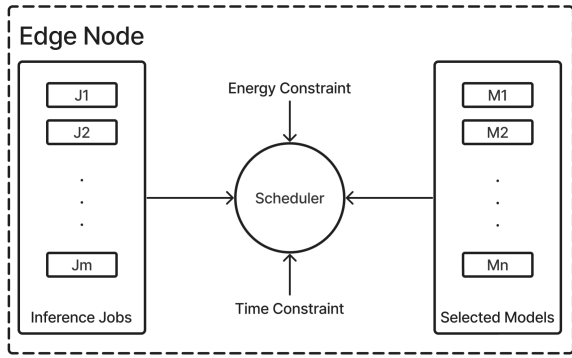 Edge Node
J1
J2
.
.
.
Jm
Inference Jobs
Energy Constraint
Scheduler
Time Constraint
M1
M2
.
.
.
Mn
Selected Models